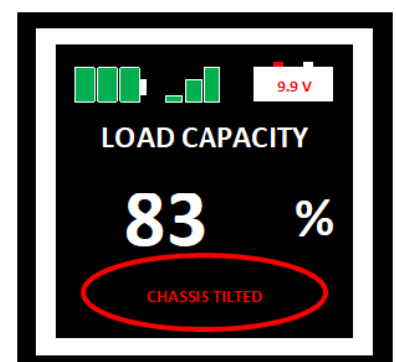 9.9 V
LOAD CAPACITY
83 %
CHASSIS TILTED